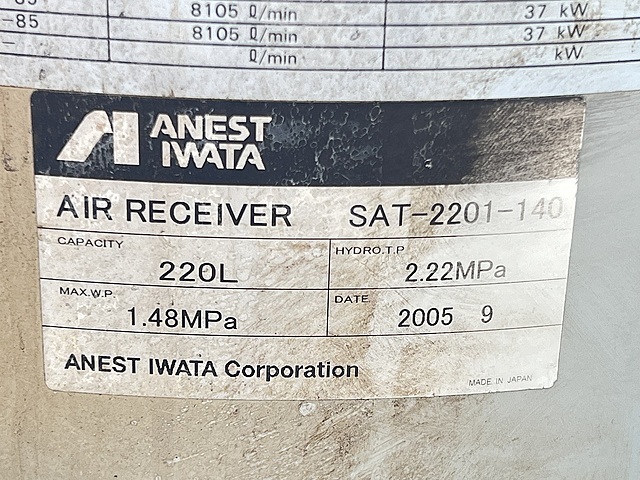 -85 8105 ℓ/min 37 kW
-85 8105 ℓ/min 37 kW
- ℓ/min kW
ANEST
IWATA
AIR RECEIVER SAT-2201-140
CAPACITY 220L HYDRO.T.P 2.22MPa
MAX.W.P. 1.48MPa DATE 2005 9
ANEST IWATA Corporation
MADE IN JAPAN